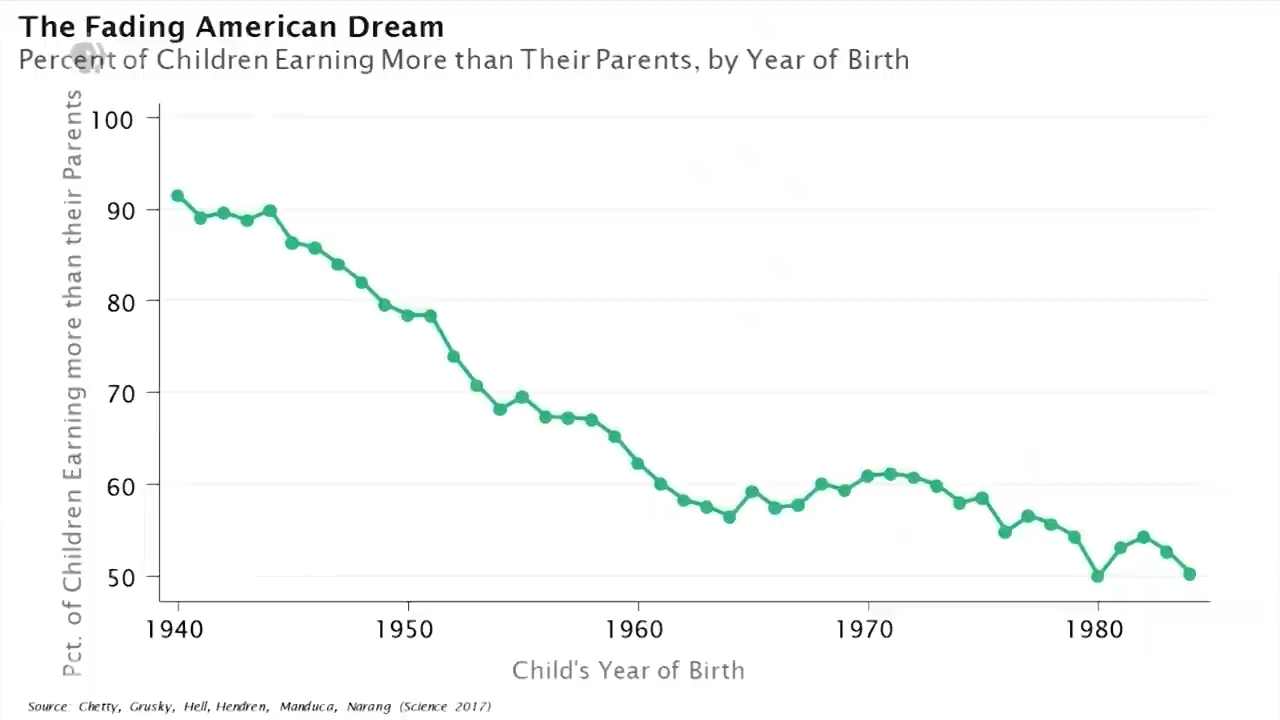 The Fading American Dream
Percent of Children Earning More than Their Parents, by Year of Birth
Pct. of Children Earning more than their Parents
100
90
80
70
60
50
1940 1950 1960 1970 1980
Child's Year of Birth
Source: Chetty, Grusky, Hell, Hendren, Manduca, Narang (Science 2017)